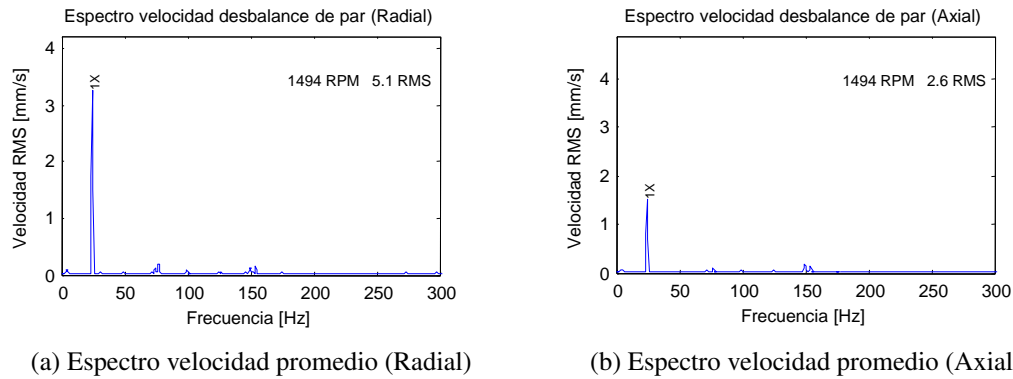 Espectro velocidad desbalance de par (Radial)
4
3
2
1
0
Velocidad RMS [mm/s]
1X
1494 RPM 5.1 RMS
0 50 100 150 200 250 300
Frecuencia [Hz]
(a) Espectro velocidad promedio (Radial)
Espectro velocidad desbalance de par (Axial)
4
3
2
1
0
Velocidad RMS [mm/s]
1X
1494 RPM 2.6 RMS
0 50 100 150 200 250 300
Frecuencia [Hz]
(b) Espectro velocidad promedio (Axial